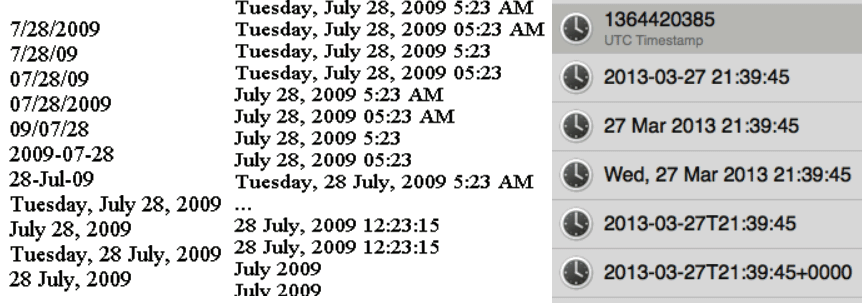 7/28/2009
7/28/09
07/28/09
07/28/2009
09/07/28
2009-07-28
28-Jul-09
Tuesday, July 28, 2009
July 28, 2009
Tuesday, 28 July, 2009
28 July, 2009
Tuesday, July 28, 2009 5:23 AM
Tuesday, July 28, 2009 05:23 AM
Tuesday, July 28, 2009 5:23
Tuesday, July 28, 2009 05:23
July 28, 2009 5:23 AM
July 28, 2009 05:23 AM
July 28, 2009 5:23
July 28, 2009 05:23
Tuesday, 28 July, 2009 5:23 AM
...
28 July, 2009 12:23:15
28 July, 2009 12:23:15
July 2009
July 2009
1364420385
UTC Timestamp
2013-03-27 21:39:45
27 Mar 2013 21:39:45
Wed, 27 Mar 2013 21:39:45
2013-03-27T21:39:45
2013-03-27T21:39:45+0000